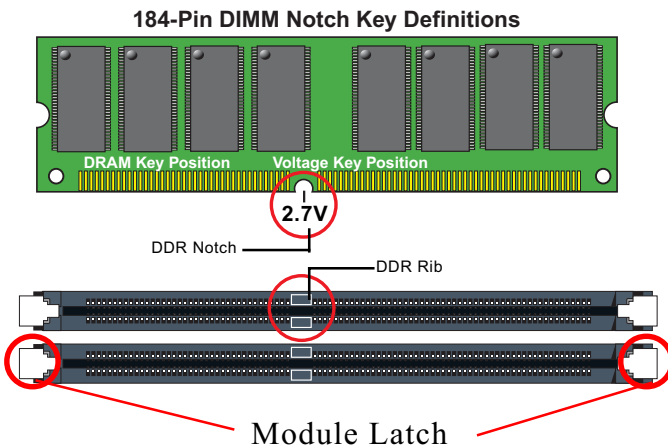 184-Pin DIMM Notch Key Definitions
DRAM Key Position Voltage Key Position
2.7V
DDR Notch
DDR Rib
Module Latch